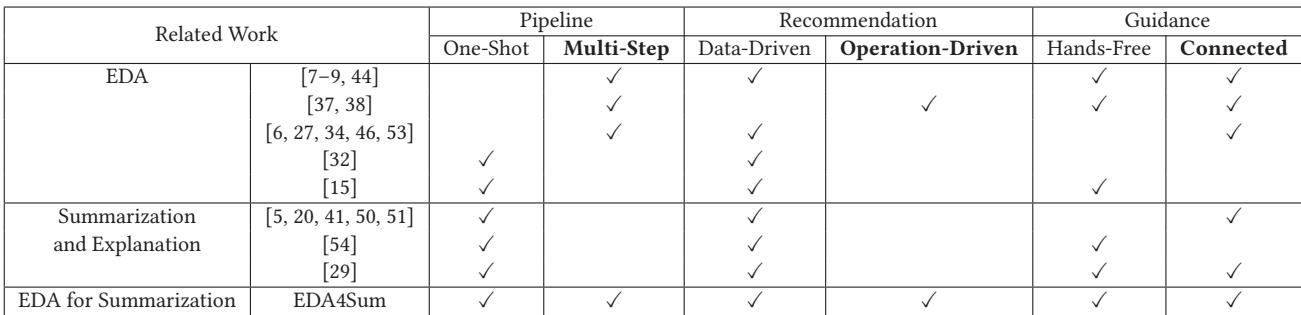 Related Work Pipeline Recommendation Guidance
One-Shot Multi-Step Data-Driven Operation-Driven Hands-Free Connected
EDA [7–9, 44] ✓ ✓ ✓ ✓
[37, 38] ✓ ✓ ✓ ✓
[6, 27, 34, 46, 53] ✓ ✓ ✓
[32] ✓ ✓
[15] ✓ ✓ ✓
Summarization [5, 20, 41, 50, 51] ✓ ✓ ✓
and Explanation [54] ✓ ✓ ✓
[29] ✓ ✓ ✓ ✓
EDA for Summarization EDA4Sum ✓ ✓ ✓ ✓ ✓ ✓